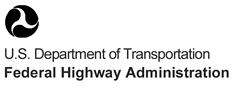 U.S. Department of Transportation
Federal Highway Administration